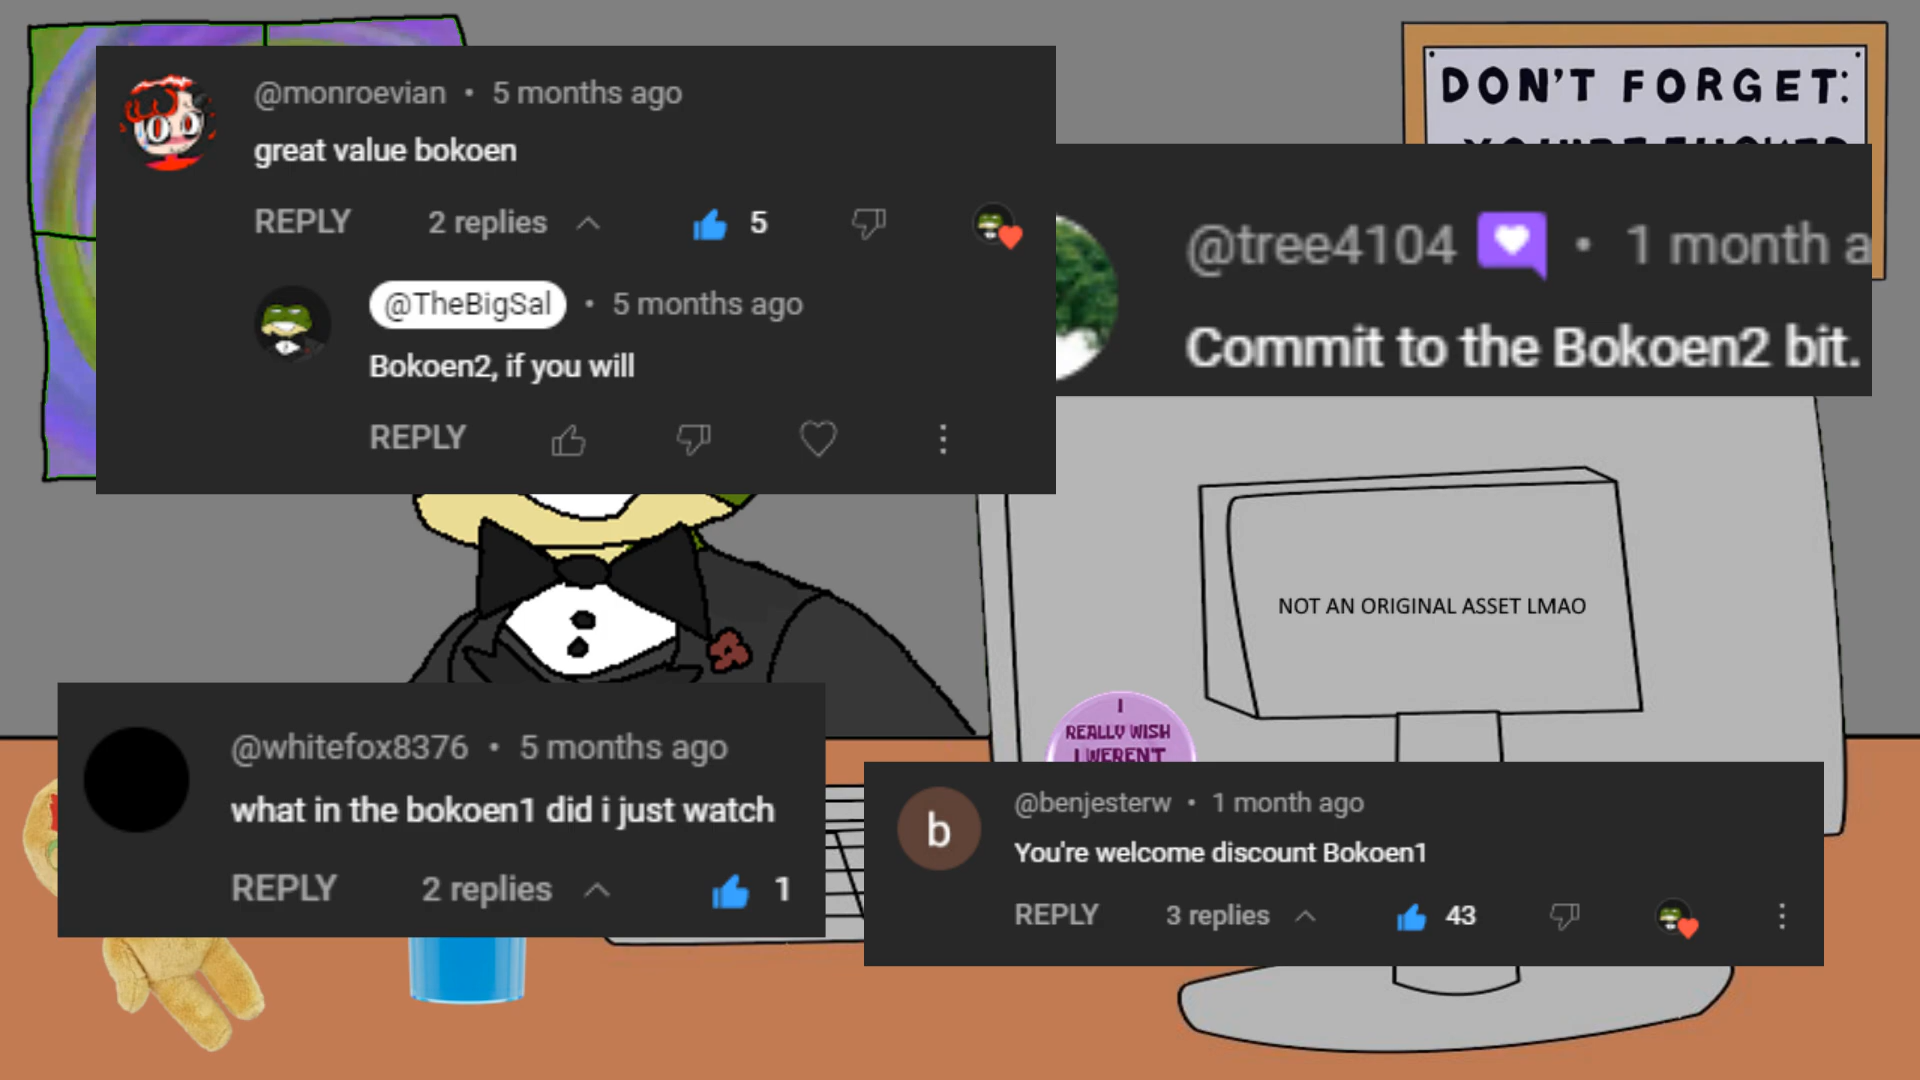 @monroevian • 5 months ago
great value bokoen
REPLY 2 replies 5
@TheBigSal • 5 months ago
Bokoen2, if you will
REPLY
DON'T FORGET:
@tree4104 • 1 month a
Commit to the Bokoen2 bit.
NOT AN ORIGINAL ASSET LMAO
I
REALLY WISH
I WEREN'T
@whitefox8376 • 5 months ago
what in the bokoen1 did i just watch
REPLY 2 replies 1
b
@benjesterw • 1 month ago
You're welcome discount Bokoen1
REPLY 3 replies 43